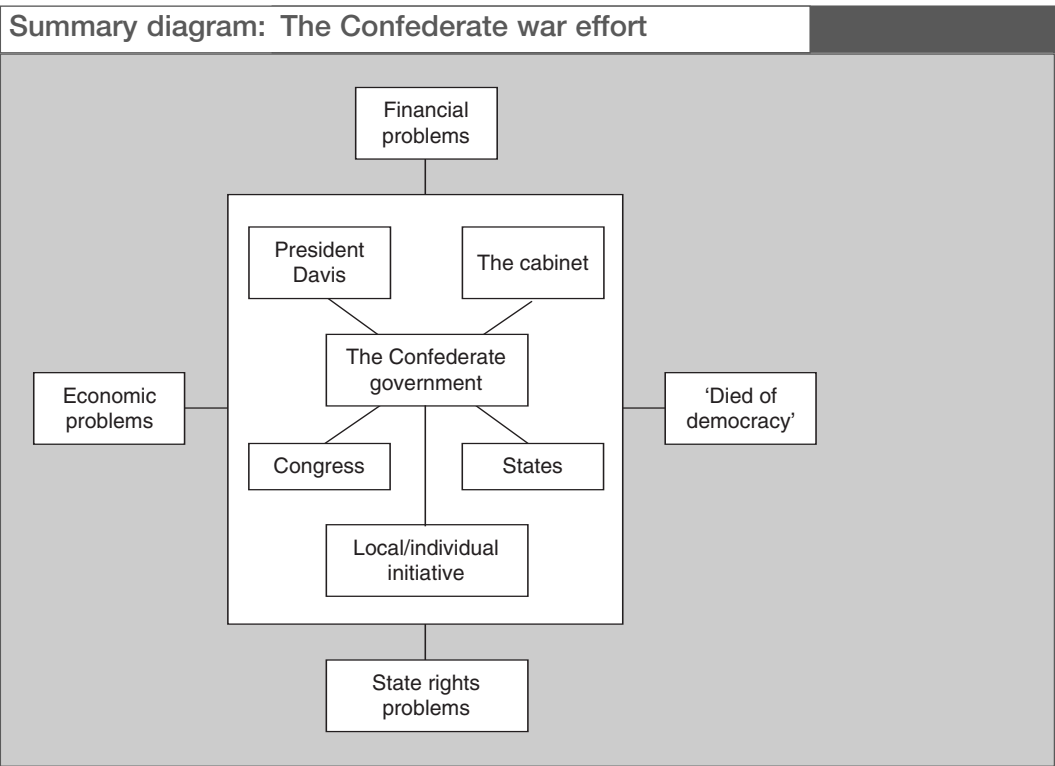 Summary diagram: The Confederate war effort
Financial
problems
President
Davis
The cabinet
The Confederate
government
Economic
problems
‘Died of
democracy’
Congress
States
Local/individual
initiative
State rights
problems